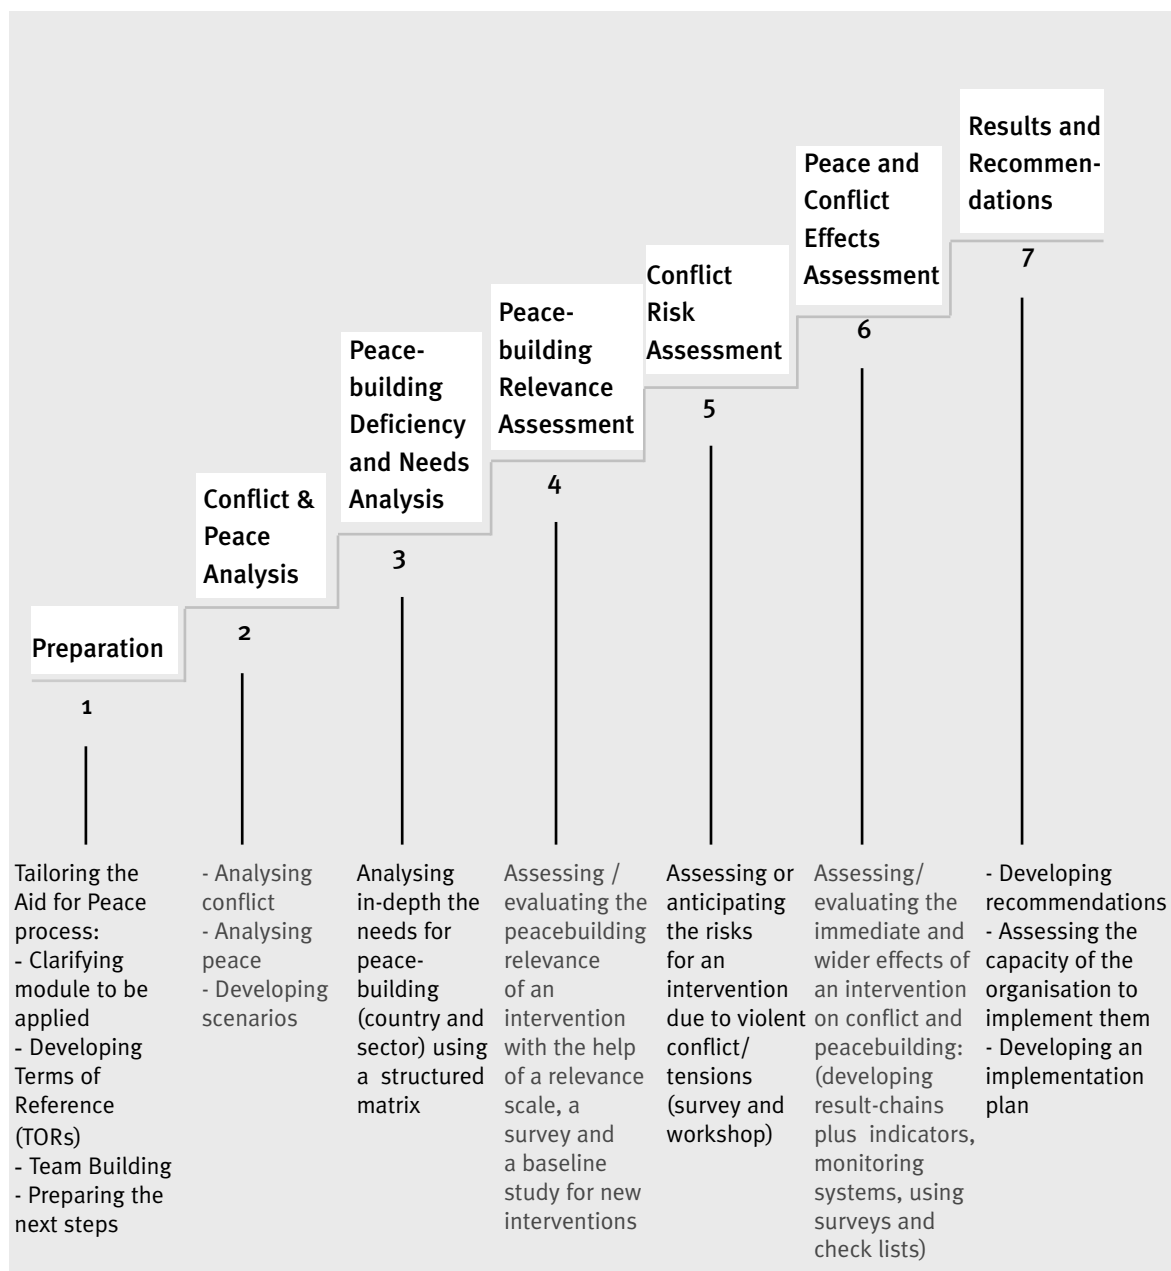 Preparation
1
Tailoring the
Aid for Peace
process:
- Clarifying
module to be
applied
- Developing
Terms of
Reference
(TORs)
- Team Building
- Preparing the
next steps
Conflict &
Peace
Analysis
2
- Analysing
conflict
- Analysing
peace
- Developing
scenarios
Peace-
building
Deficiency
and Needs
Analysis
3
Analysing
in-depth the
needs for
peace-
building
(country and
sector) using
a structured
matrix
Peace-
building
Relevance
Assessment
4
Assessing /
evaluating the
peacebuilding
relevance
of an
intervention
with the help
of a relevance
scale, a
survey and
a baseline
study for new
interventions
Conflict
Risk
Assessment
5
Assessing or
anticipating
the risks
for an
intervention
due to violent
conflict/
tensions
(survey and
workshop)
Peace and
Conflict
Effects
Assessment
6
Assessing/
evaluating the
immediate and
wider effects of
an intervention
on conflict and
peacebuilding:
(developing
result-chains
plus indicators,
monitoring
systems, using
surveys and
check lists)
Results and
Recommen-
dations
7
- Developing
recommendations
- Assessing the
capacity of the
organisation to
implement them
- Developing an
implementation
plan